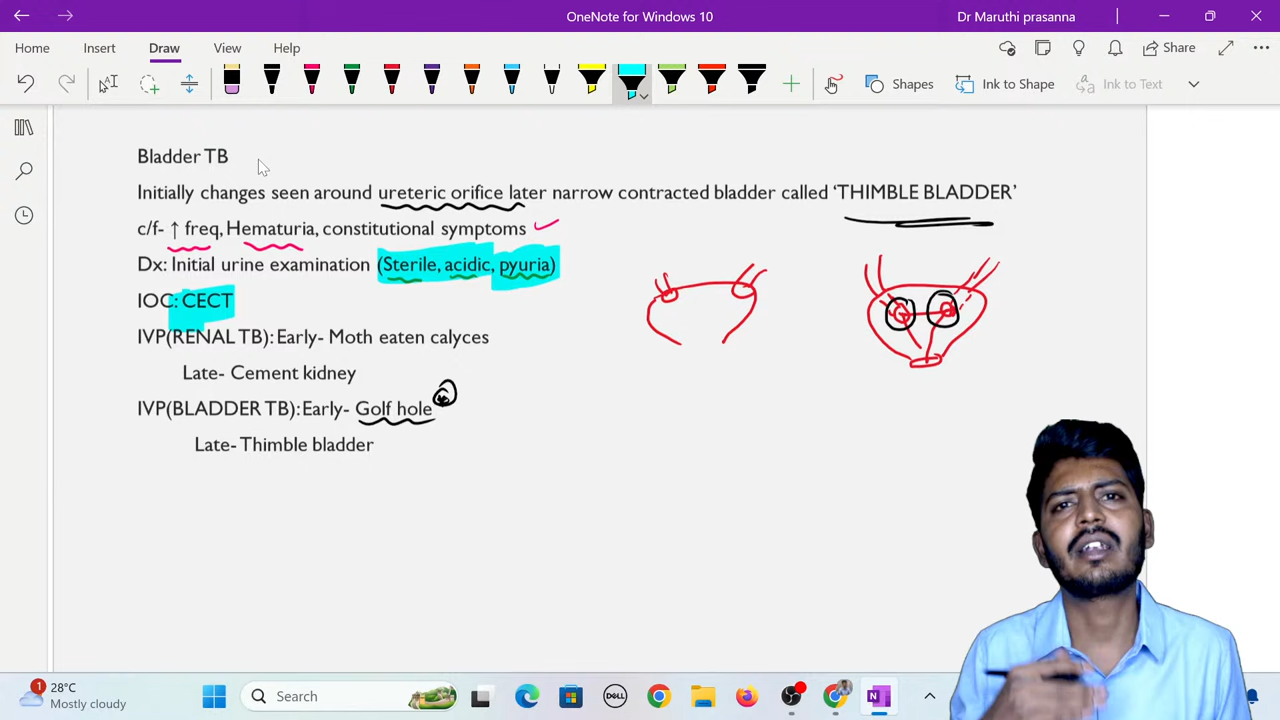 OneNote for Windows 10
Dr Maruthi prasanna
Home Insert Draw View Help
Share
Shapes
Ink to Shape
Ink to Text
Bladder TB
Initially changes seen around ureteric orifice later narrow contracted bladder called ‘THIMBLE BLADDER’
c/f- ↑ freq, Hematuria, constitutional symptoms
Dx: Initial urine examination (Sterile, acidic, pyuria)
IOC: CECT
IVP(RENAL TB): Early- Moth eaten calyces
Late- Cement kidney
IVP(BLADDER TB): Early- Golf hole
Late- Thimble bladder
1
28°C
Mostly cloudy
Search
DELL